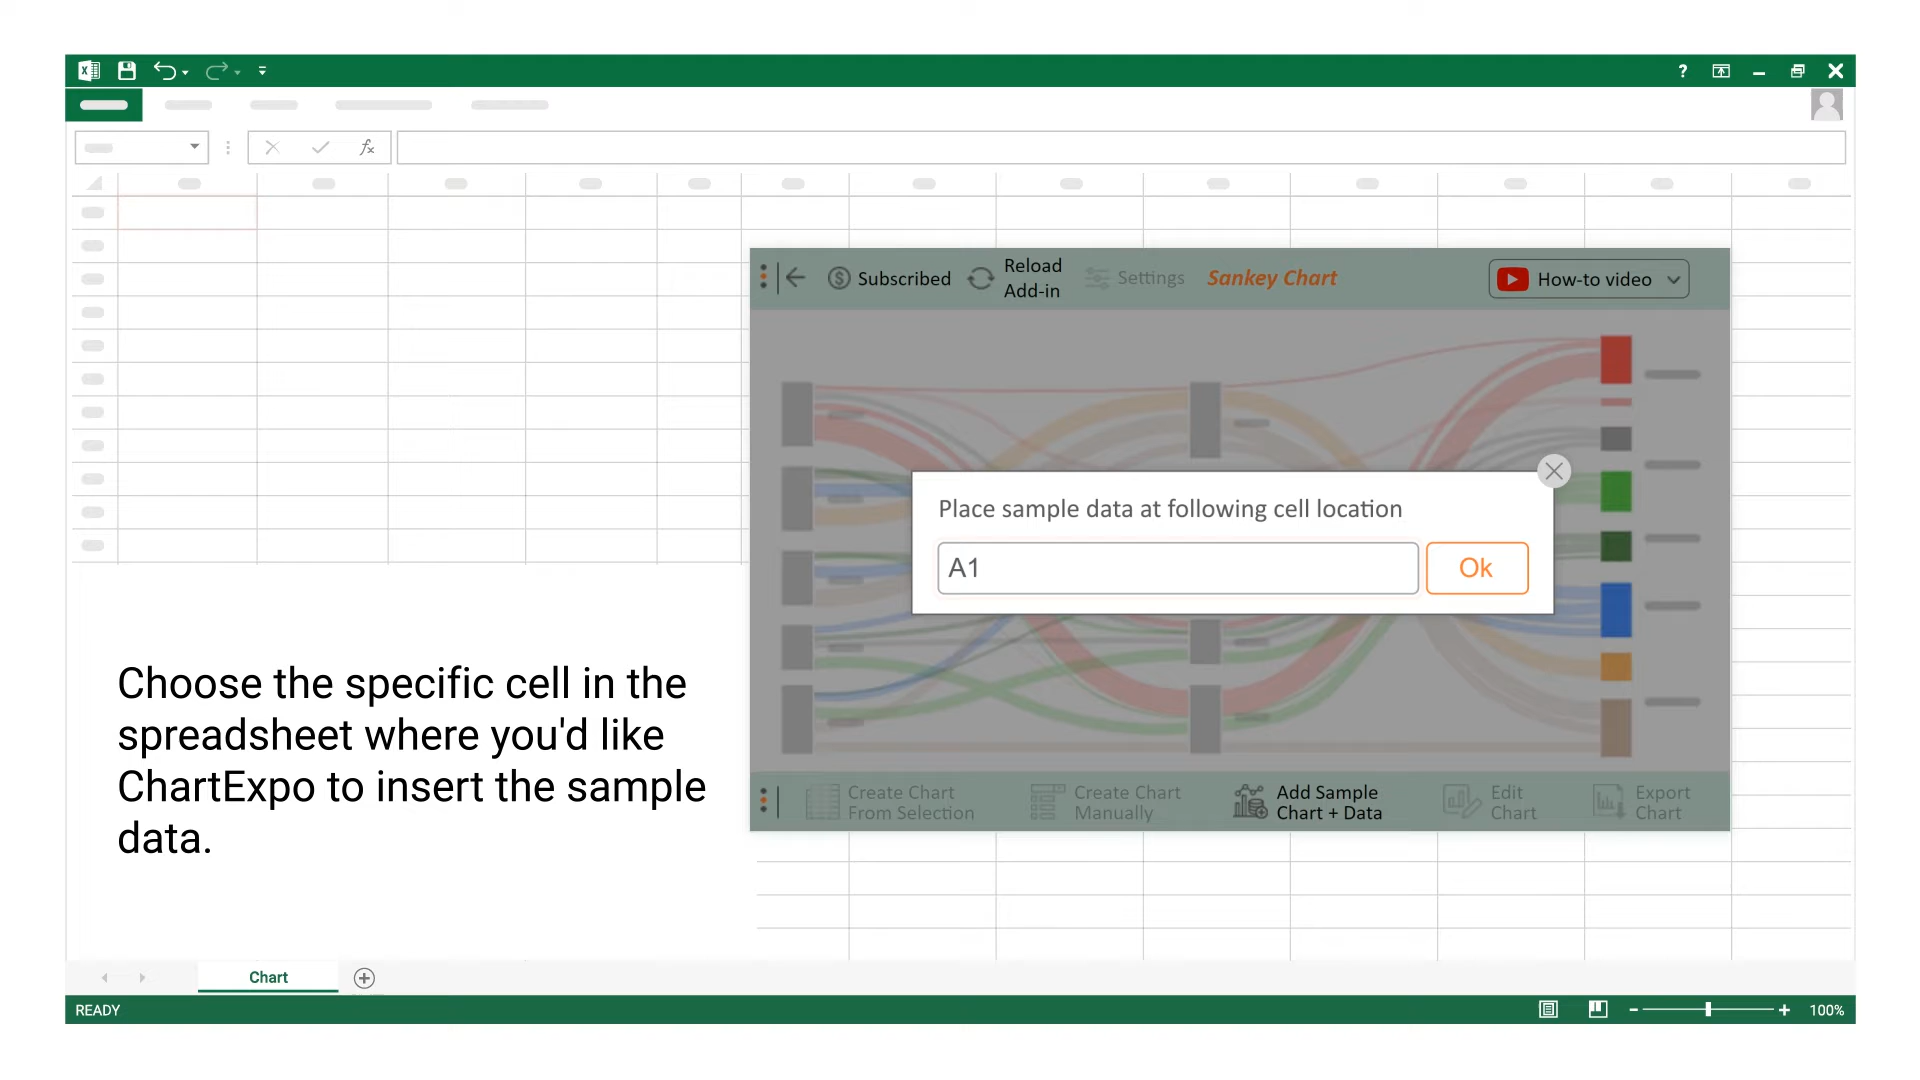 ?
fx
Subscribed
Reload
Add-in
Settings
Sankey Chart
How-to video
Place sample data at following cell location
A1
Ok
Choose the specific cell in the
spreadsheet where you'd like
ChartExpo to insert the sample
data.
Create Chart
From Selection
Create Chart
Manually
Add Sample
Chart + Data
Edit
Chart
Export
Chart
Chart
READY
100%